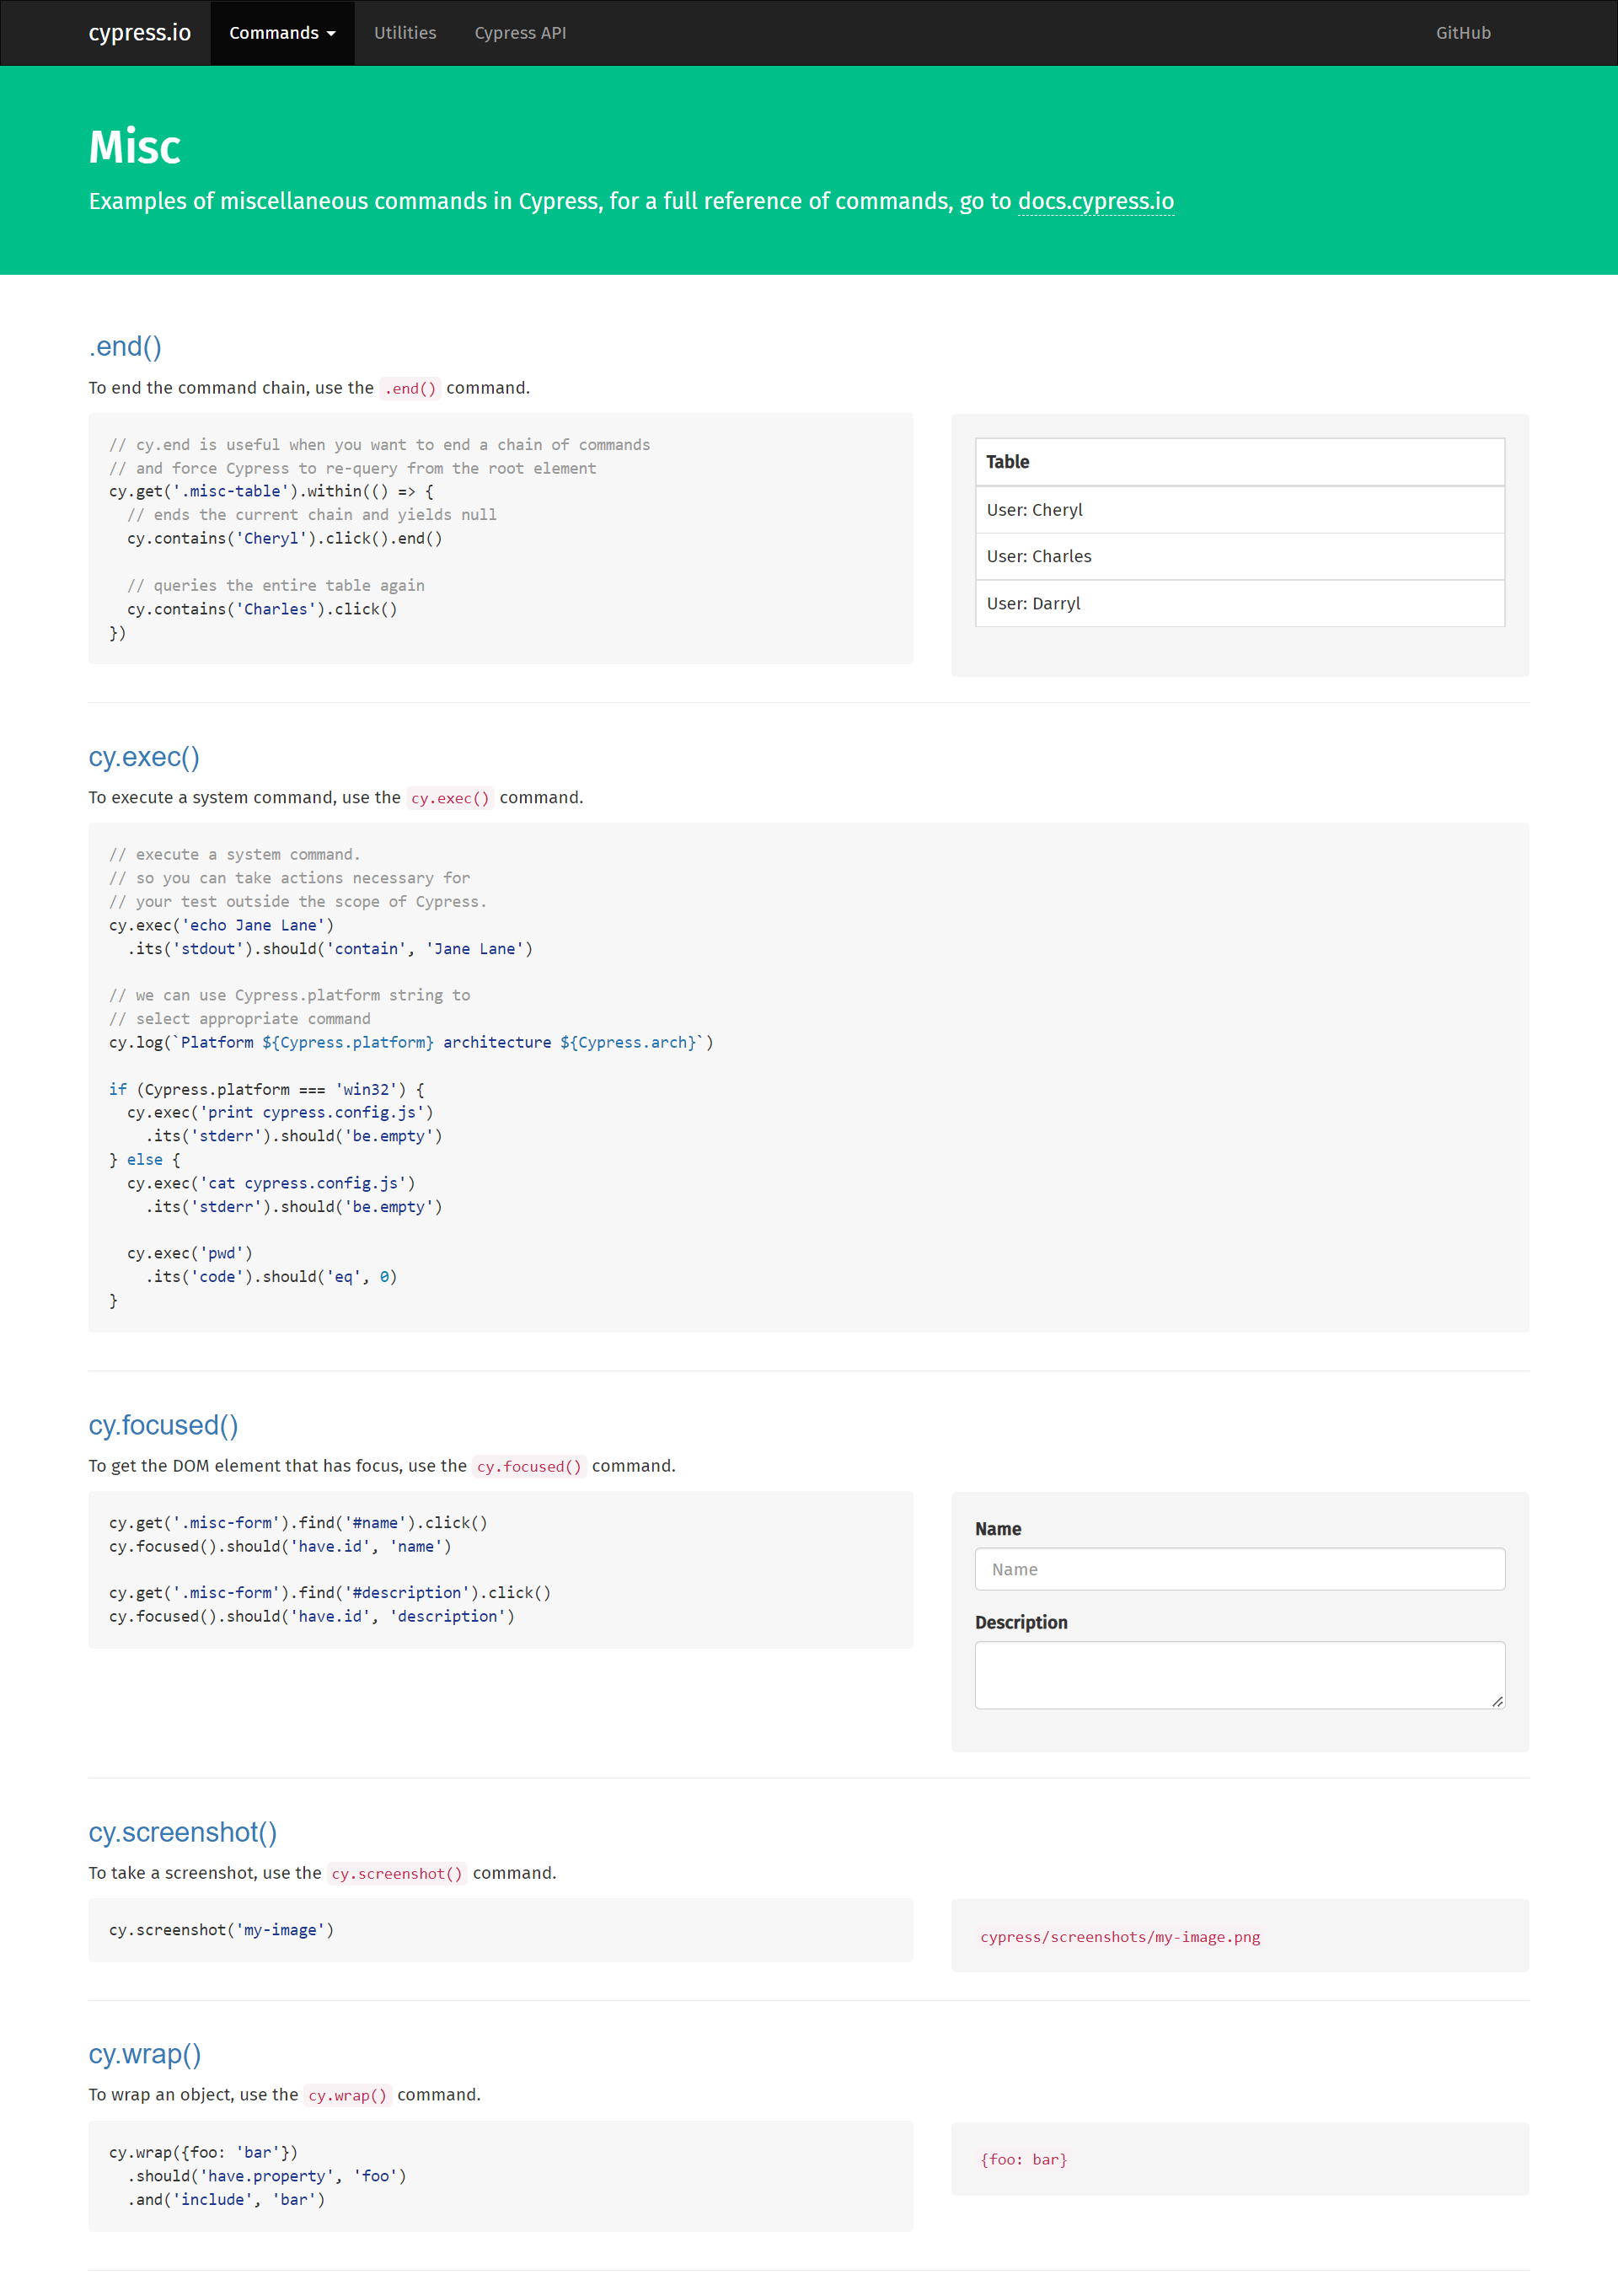 cypress.io Commands Utilities Cypress API GitHub
Misc
Examples of miscellaneous commands in Cypress, for a full reference of commands, go to docs.cypress.io
.end()
To end the command chain, use the .end() command.
// cy.end is useful when you want to end a chain of commands
// and force Cypress to re-query from the root element
cy.get('.misc-table').within(() => {
  // ends the current chain and yields null
  cy.contains('Cheryl').click().end()

  // queries the entire table again
  cy.contains('Charles').click()
})
Table
User: Cheryl
User: Charles
User: Darryl
cy.exec()
To execute a system command, use the cy.exec() command.
// execute a system command.
// so you can take actions necessary for
// your test outside the scope of Cypress.
cy.exec('echo Jane Lane')
  .its('stdout').should('contain', 'Jane Lane')

// we can use Cypress.platform string to
// select appropriate command
cy.log(`Platform ${Cypress.platform} architecture ${Cypress.arch}`)

if (Cypress.platform === 'win32') {
  cy.exec('print cypress.config.js')
    .its('stderr').should('be.empty')
} else {
  cy.exec('cat cypress.config.js')
    .its('stderr').should('be.empty')

  cy.exec('pwd')
    .its('code').should('eq', 0)
}
cy.focused()
To get the DOM element that has focus, use the cy.focused() command.
cy.get('.misc-form').find('#name').click()
cy.focused().should('have.id', 'name')

cy.get('.misc-form').find('#description').click()
cy.focused().should('have.id', 'description')
Name
Name
Description
cy.screenshot()
To take a screenshot, use the cy.screenshot() command.
cy.screenshot('my-image')
cypress/screenshots/my-image.png
cy.wrap()
To wrap an object, use the cy.wrap() command.
cy.wrap({foo: 'bar'})
  .should('have.property', 'foo')
  .and('include', 'bar')
{foo: bar}